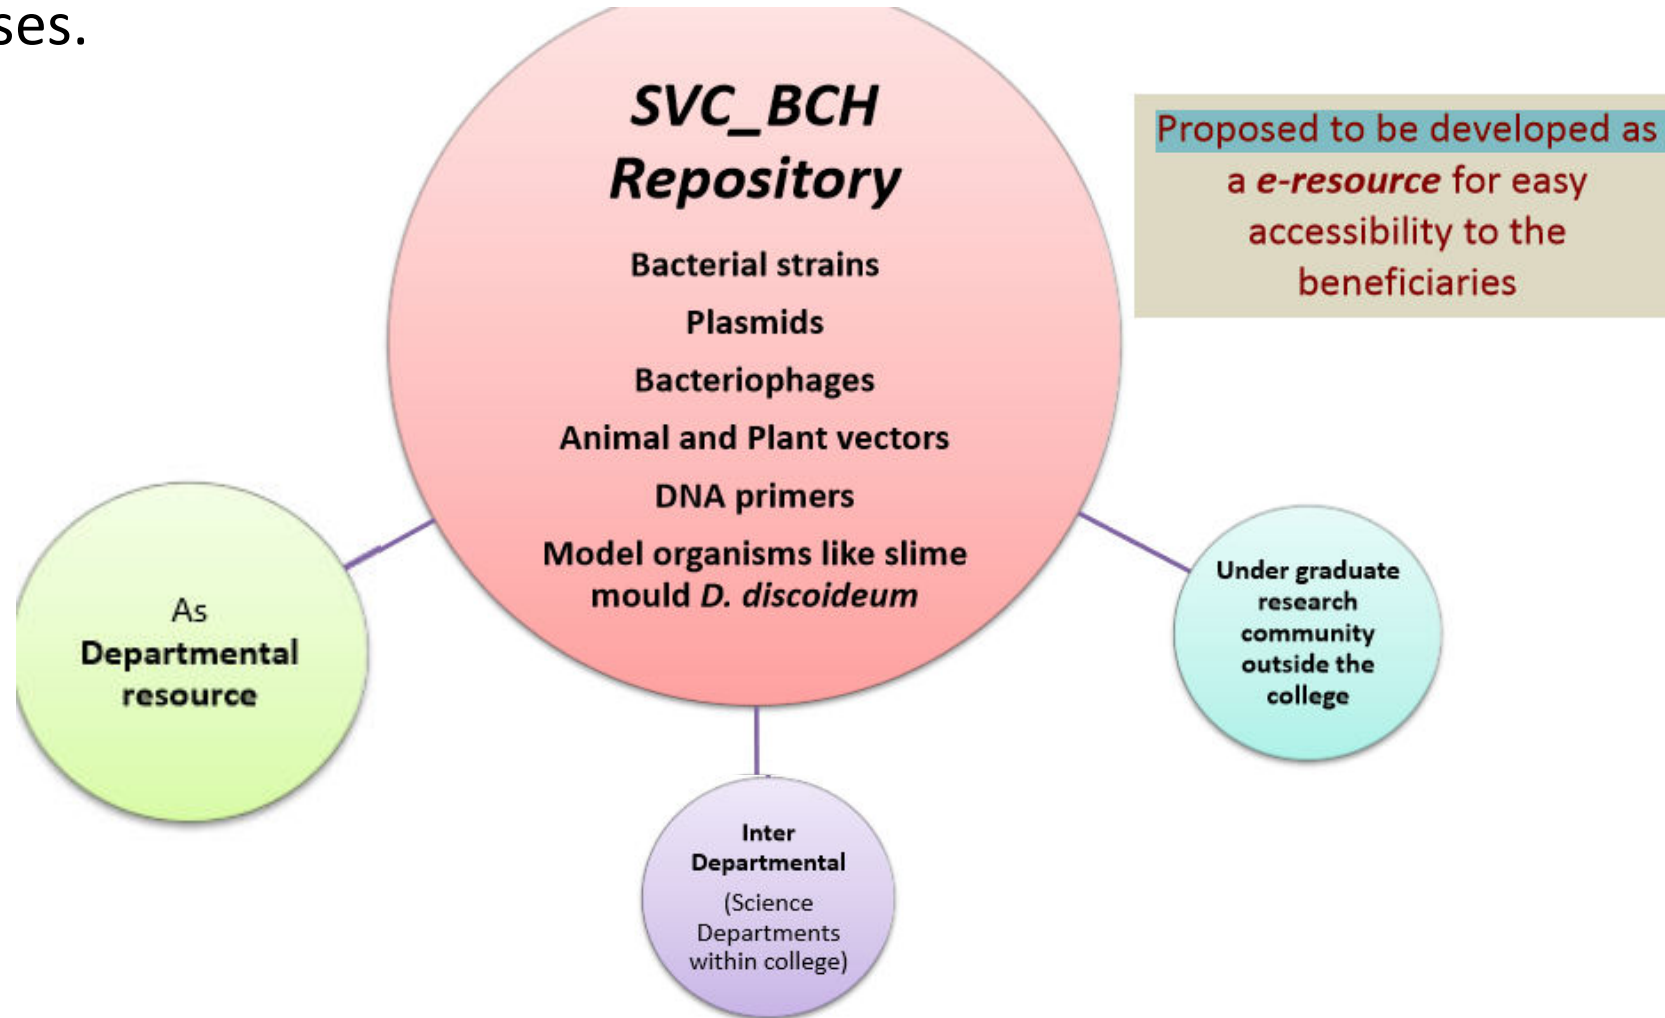 ses.
SVC_BCH
Repository
Bacterial strains
Plasmids
Bacteriophages
Animal and Plant vectors
DNA primers
Model organisms like slime
mould D. discoideum
Proposed to be developed as
a e-resource for easy
accessibility to the
beneficiaries
As
Departmental
resource
Inter
Departmental
(Science
Departments
within college)
Under graduate
research
community
outside the
college